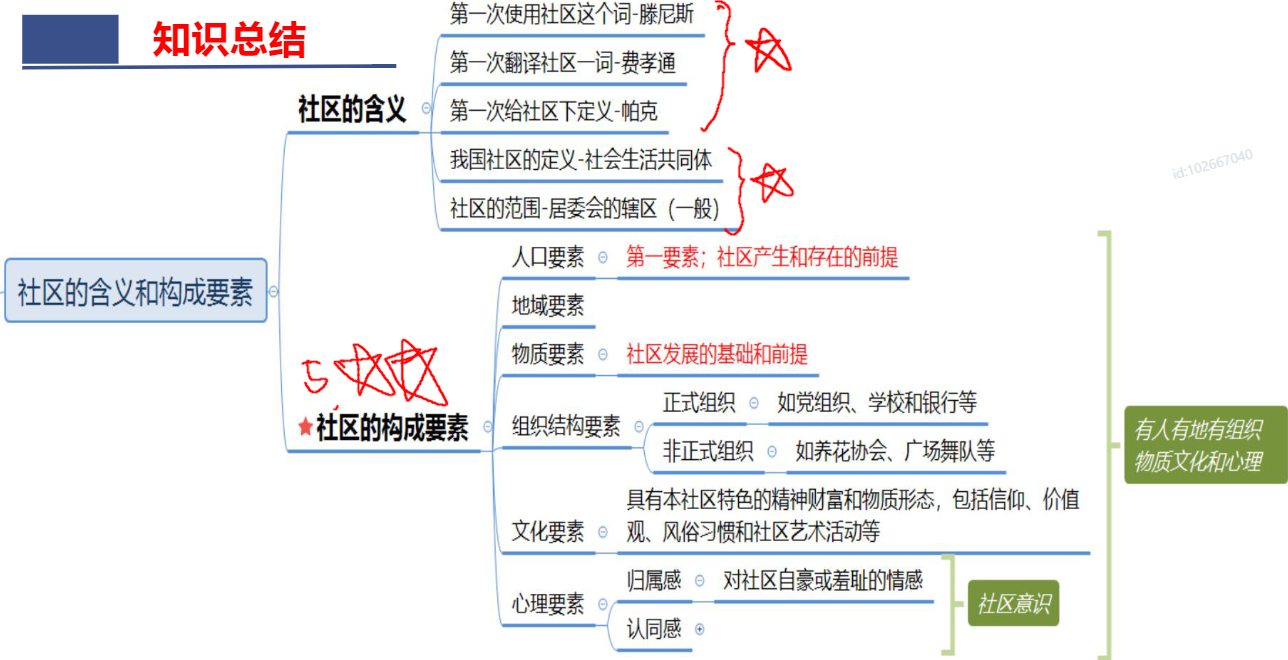 知识总结
第一次使用社区这个词-滕尼斯
第一次翻译社区一词-费孝通
社区的含义
第一次给社区下定义-帕克
我国社区的定义-社会生活共同体
社区的范围-居委会的辖区（一般）
id:102667040
社区的含义和构成要素
人口要素
第一要素；社区产生和存在的前提
地域要素
物质要素
社区发展的基础和前提
5
社区的构成要素
组织结构要素
正式组织
如党组织、学校和银行等
非正式组织
如养花协会、广场舞队等
文化要素
具有本社区特色的精神财富和物质形态，包括信仰、价值
观、风俗习惯和社区艺术活动等
心理要素
归属感
对社区自豪或羞耻的情感
认同感
社区意识
有人有地有组织
物质文化和心理